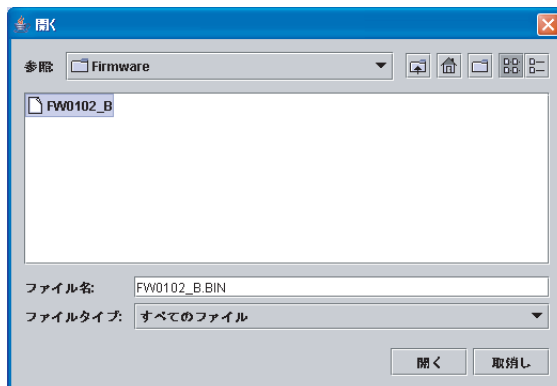 開く
参照: Firmware
FW0102_B
ファイル名: FW0102_B.BIN
ファイルタイプ: すべてのファイル
開く 取消し